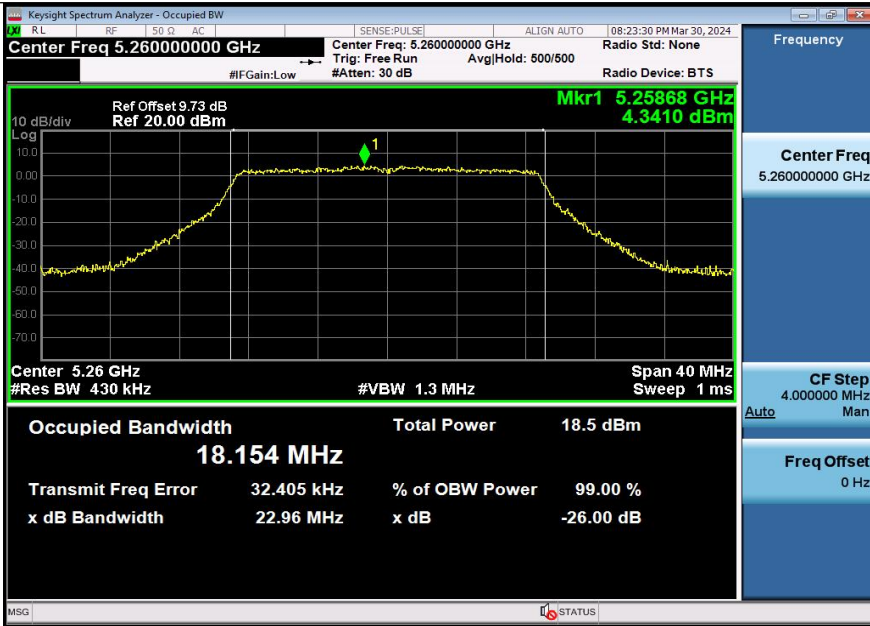 Keysight Spectrum Analyzer - Occupied BW
LXI RL RF 50 Ω AC SENSE:PULSE ALIGN AUTO 08:23:30 PM Mar 30, 2024
Center Freq 5.260000000 GHz
Center Freq: 5.260000000 GHz Radio Std: None
Trig: Free Run Avg|Hold: 500/500
#IFGain:Low #Atten: 30 dB Radio Device: BTS
Ref Offset 9.73 dB
10 dB/div Ref 20.00 dBm
Mkr1 5.25868 GHz
4.3410 dBm
Log
10.0
0.00
-10.0
-20.0
-30.0
-40.0
-60.0
-70.0
1
Center 5.26 GHz Span 40 MHz
#Res BW 430 kHz #VBW 1.3 MHz Sweep 1 ms
Occupied Bandwidth Total Power 18.5 dBm
18.154 MHz
Transmit Freq Error 32.405 kHz % of OBW Power 99.00 %
x dB Bandwidth 22.96 MHz x dB -26.00 dB
MSG STATUS
Frequency
Center Freq
5.260000000 GHz
CF Step
4.000000 MHz
Auto Man
Freq Offset
0 Hz